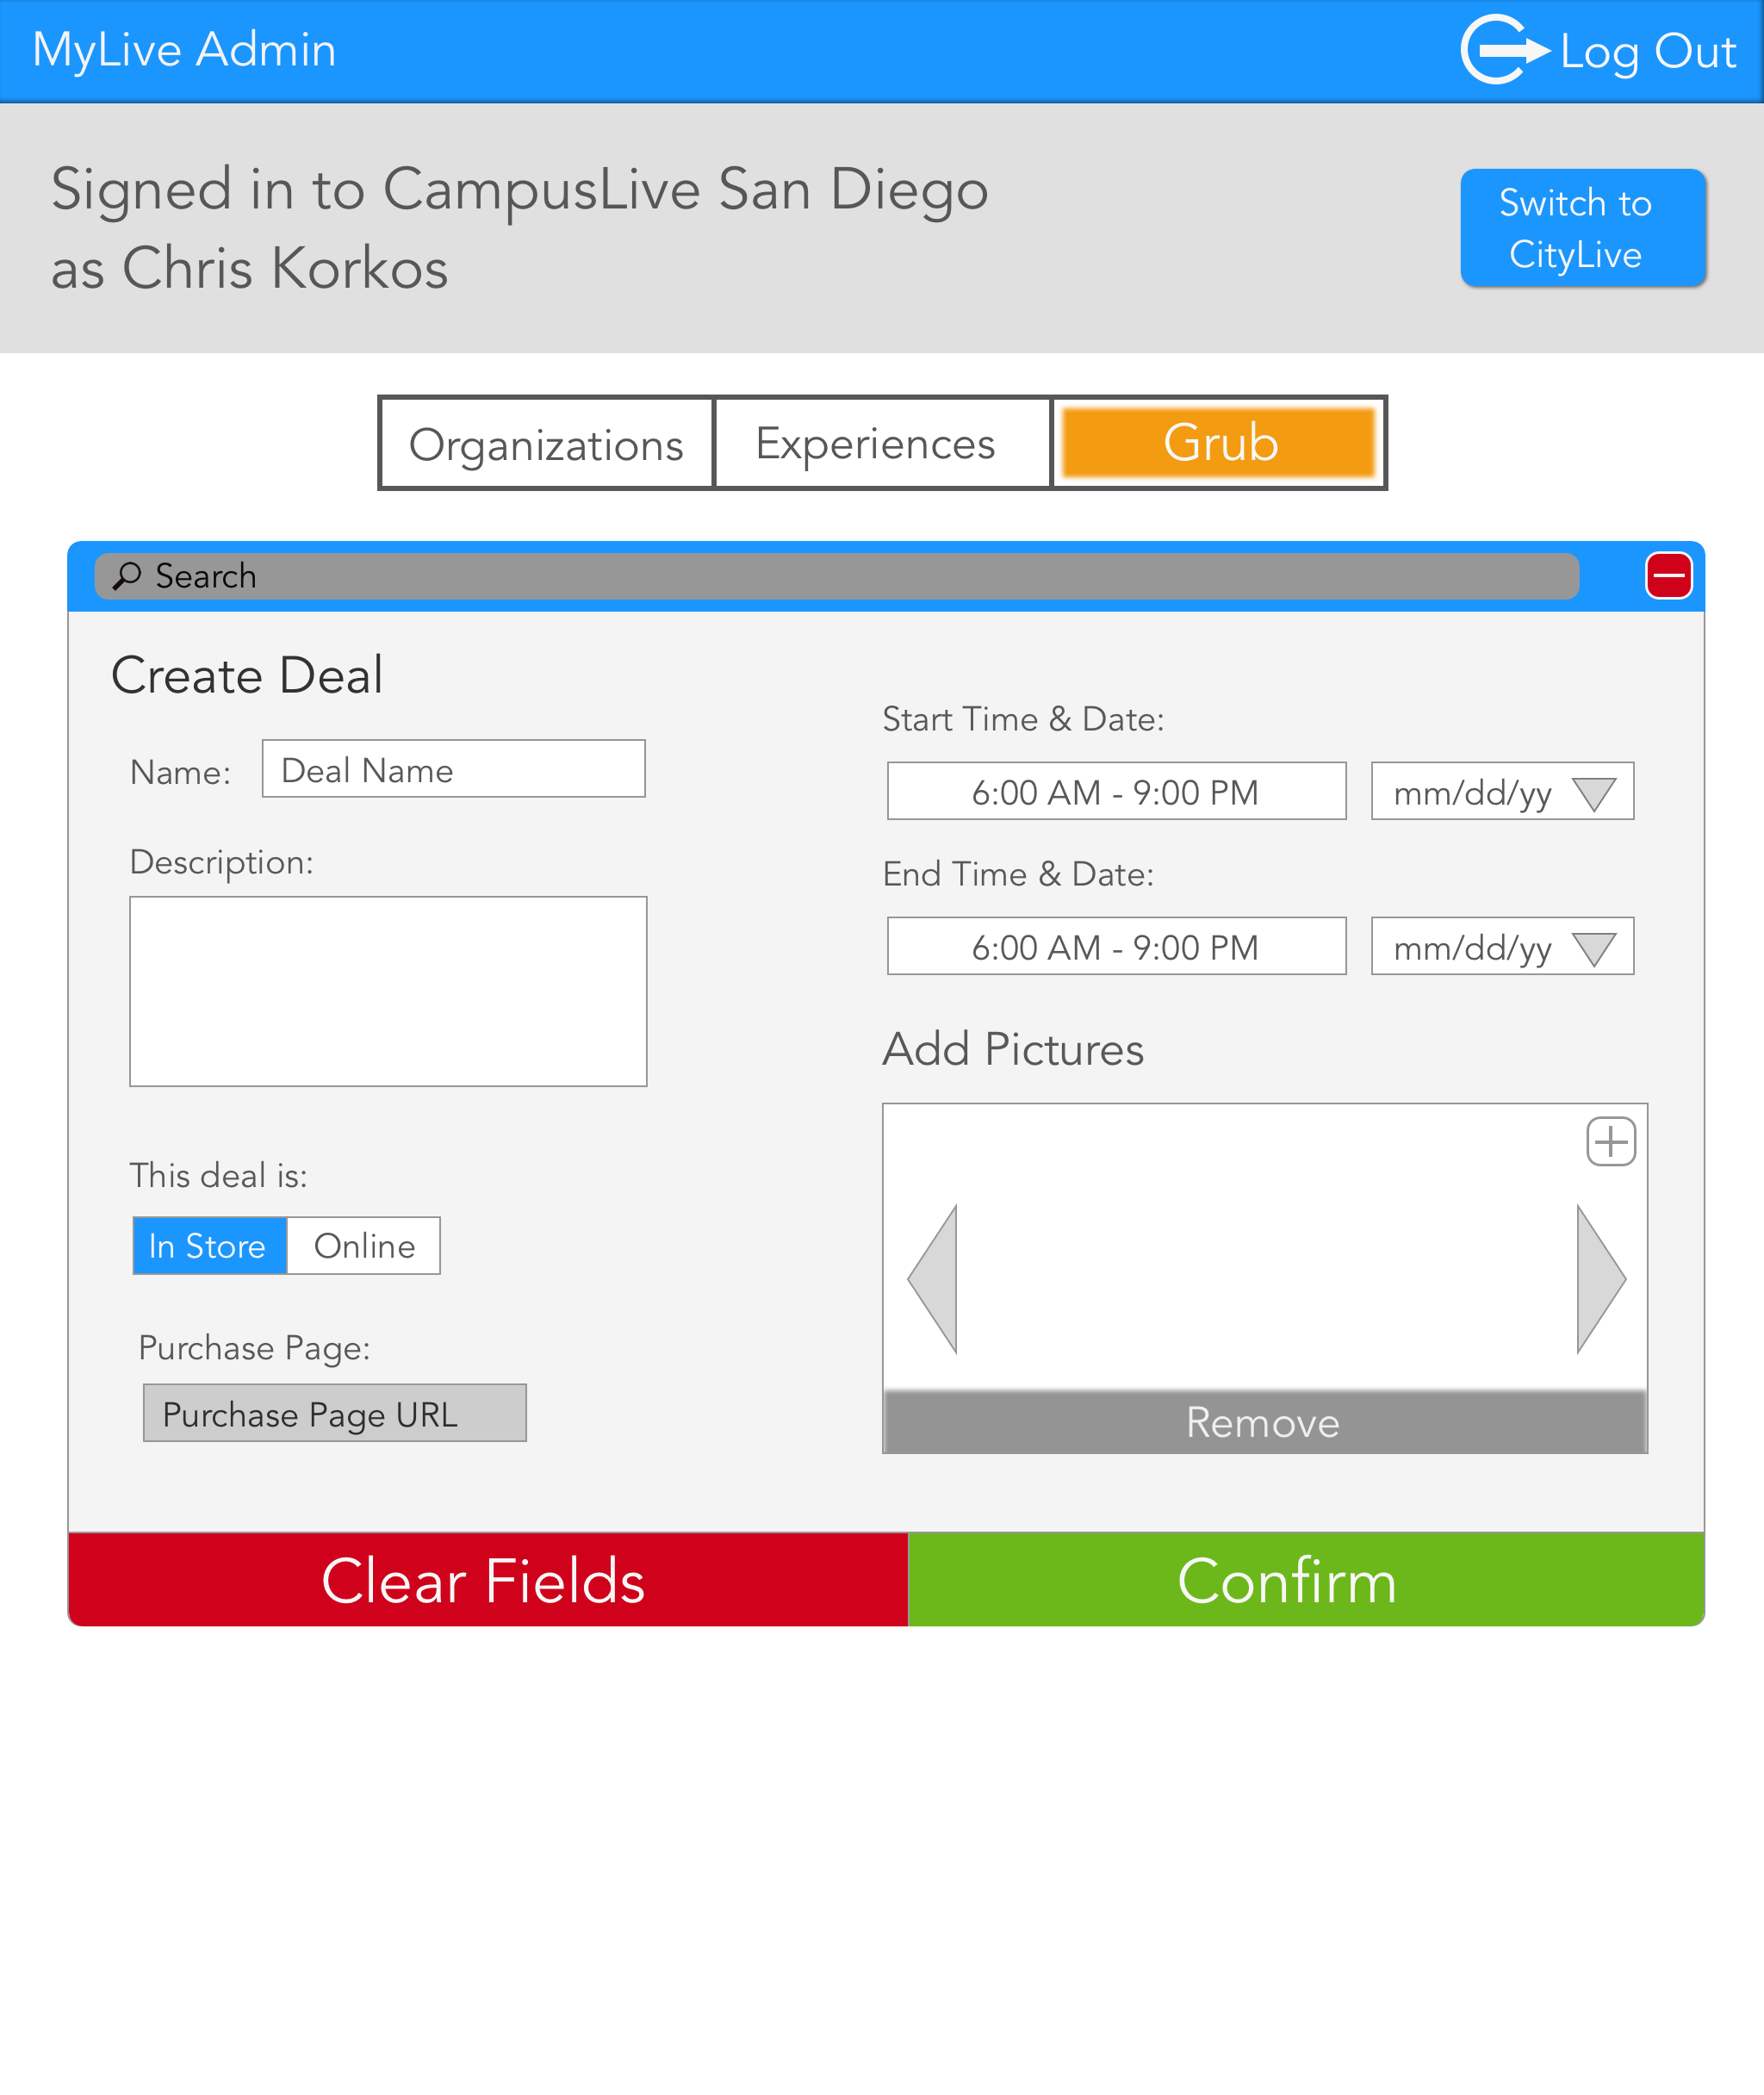 MyLive Admin
Log Out
Signed in to CampusLive San Diego
as Chris Korkos
Switch to
CityLive
Organizations
Experiences
Grub
Search
Create Deal
Name:
Deal Name
Description:
This deal is:
In Store
Online
Purchase Page:
Purchase Page URL
Start Time & Date:
6:00 AM - 9:00 PM
mm/dd/yy
End Time & Date:
6:00 AM - 9:00 PM
mm/dd/yy
Add Pictures
Remove
Clear Fields
Confirm